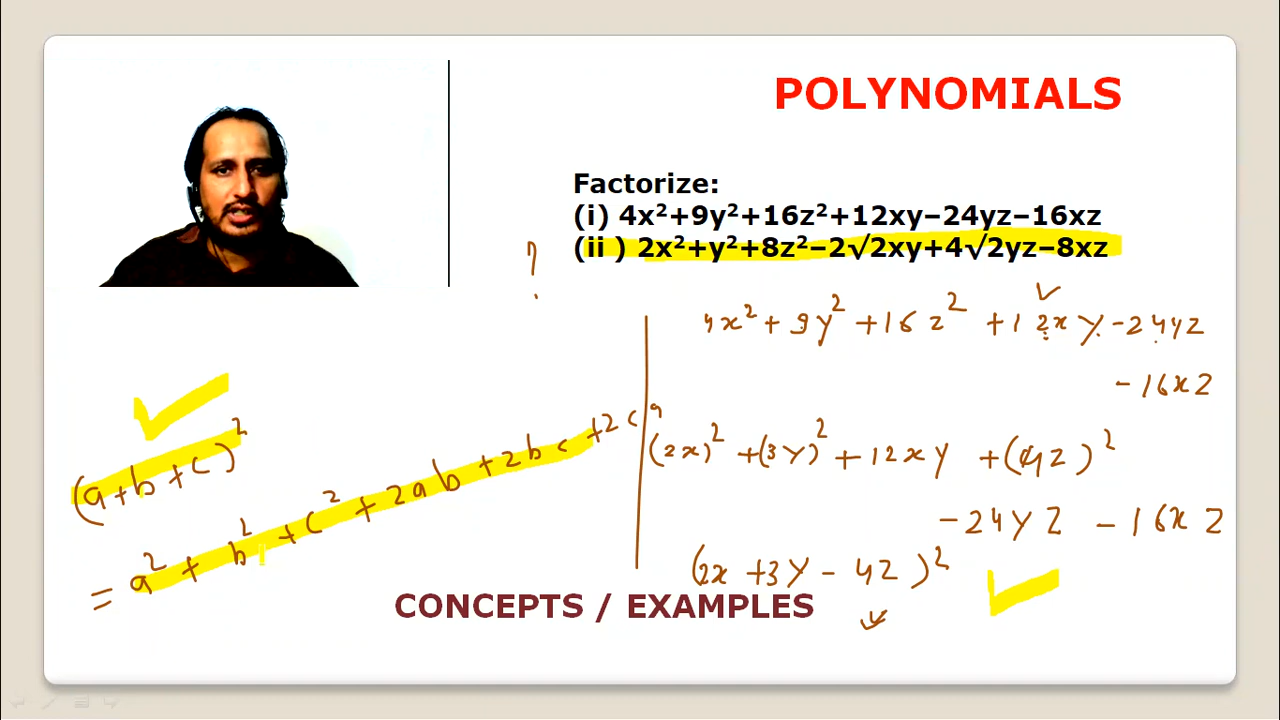 POLYNOMIALS
Factorize:
(i) 4x²+9y²+16z²+12xy–24yz–16xz
(ii ) 2x²+y²+8z²–2√2xy+4√2yz–8xz
?
4x² + 9y² + 16z² + 12xy - 24yz
- 16xz
(a+b+c)²
= a² + b² + c² + 2ab + 2bc + 2ca
(2x)² + (3y)² + 12xy + (4z)²
- 24yz - 16xz
(2x + 3y - 4z)²
CONCEPTS / EXAMPLES